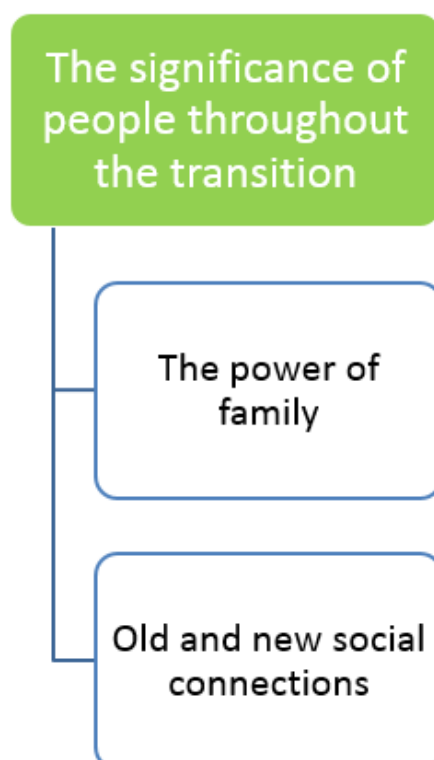 The significance of
people throughout
the transition
The power of
family
Old and new social
connections